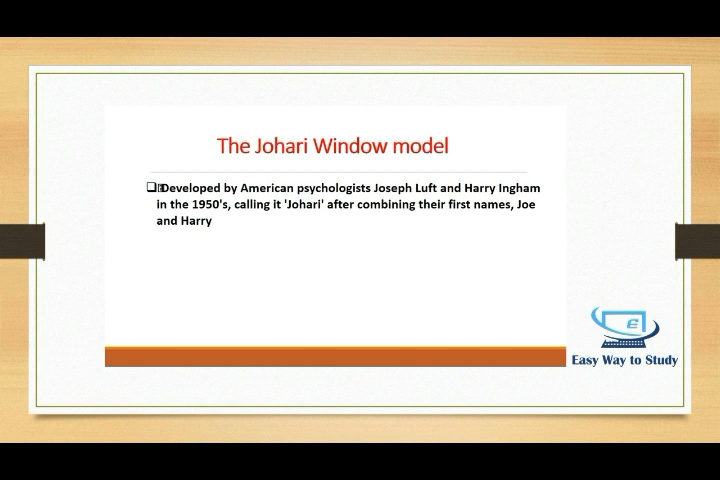 The Johari Window model
Developed by American psychologists Joseph Luft and Harry Ingham
in the 1950's, calling it 'Johari' after combining their first names, Joe
and Harry
Easy Way to Study